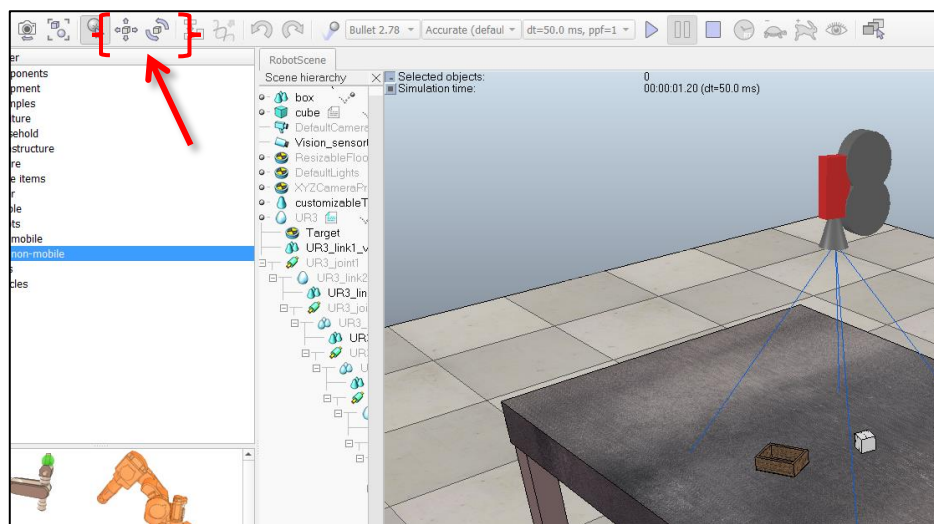 Bullet 2.78
Accurate (defaul
dt=50.0 ms, ppf=1
er
ponents
pment
mples
ture
sehold
structure
re
e items
r
ble
ts
mobile
non-mobile
s
cles
RobotScene
Scene hierarchy
box
cube
DefaultCamera
Vision_sensor
ResizableFloo
DefaultLights
XYZCameraPr
customizableT
UR3
Target
UR3_link1_v
UR3_joint1
UR3_link2
UR3_lin
UR3_joi
UR3_
UR3
UR
U
Selected objects: 0
Simulation time: 00:00:01.20 (dt=50.0 ms)